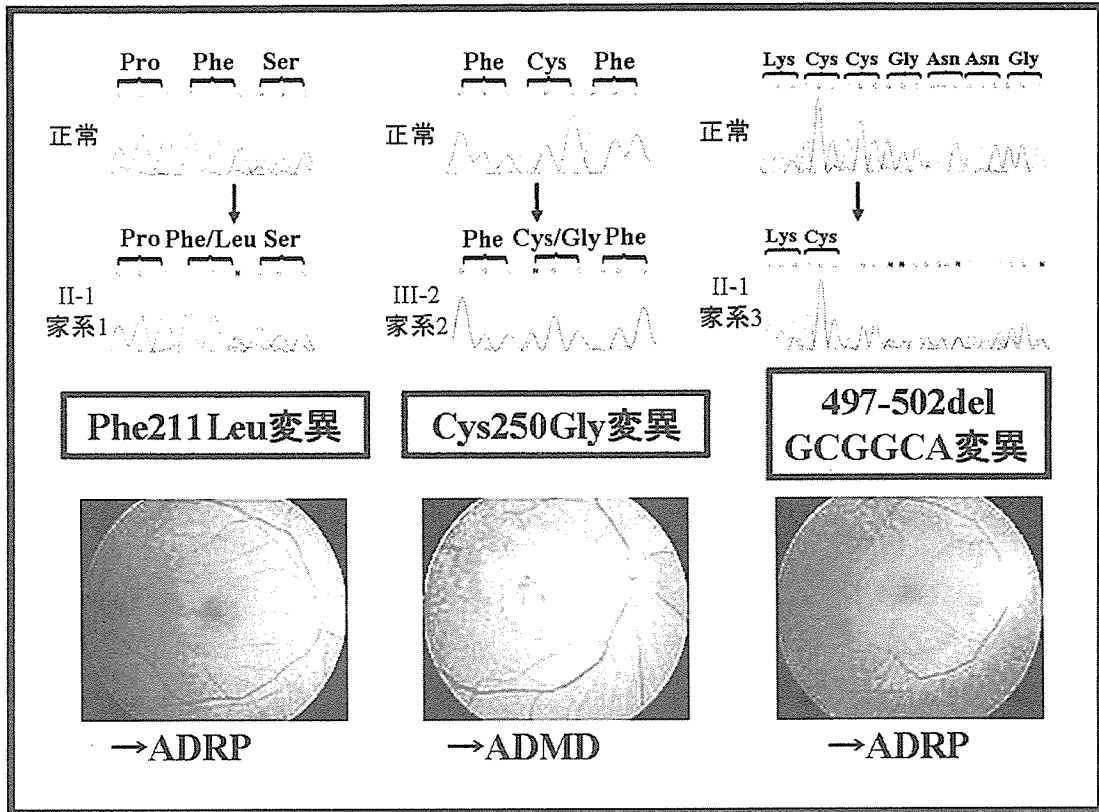 Pro Phe Ser
正常
Pro Phe/Leu Ser
N
II-1
家系1
Phe211Leu変異
→ADRP
Phe Cys Phe
正常
Phe Cys/Gly Phe
N
III-2
家系2
Cys250Gly変異
→ADMD
Lys Cys Cys Gly Asn Asn Gly
正常
Lys Cys
N N N N
II-1
家系3
497-502del
GCGGCA変異
→ADRP